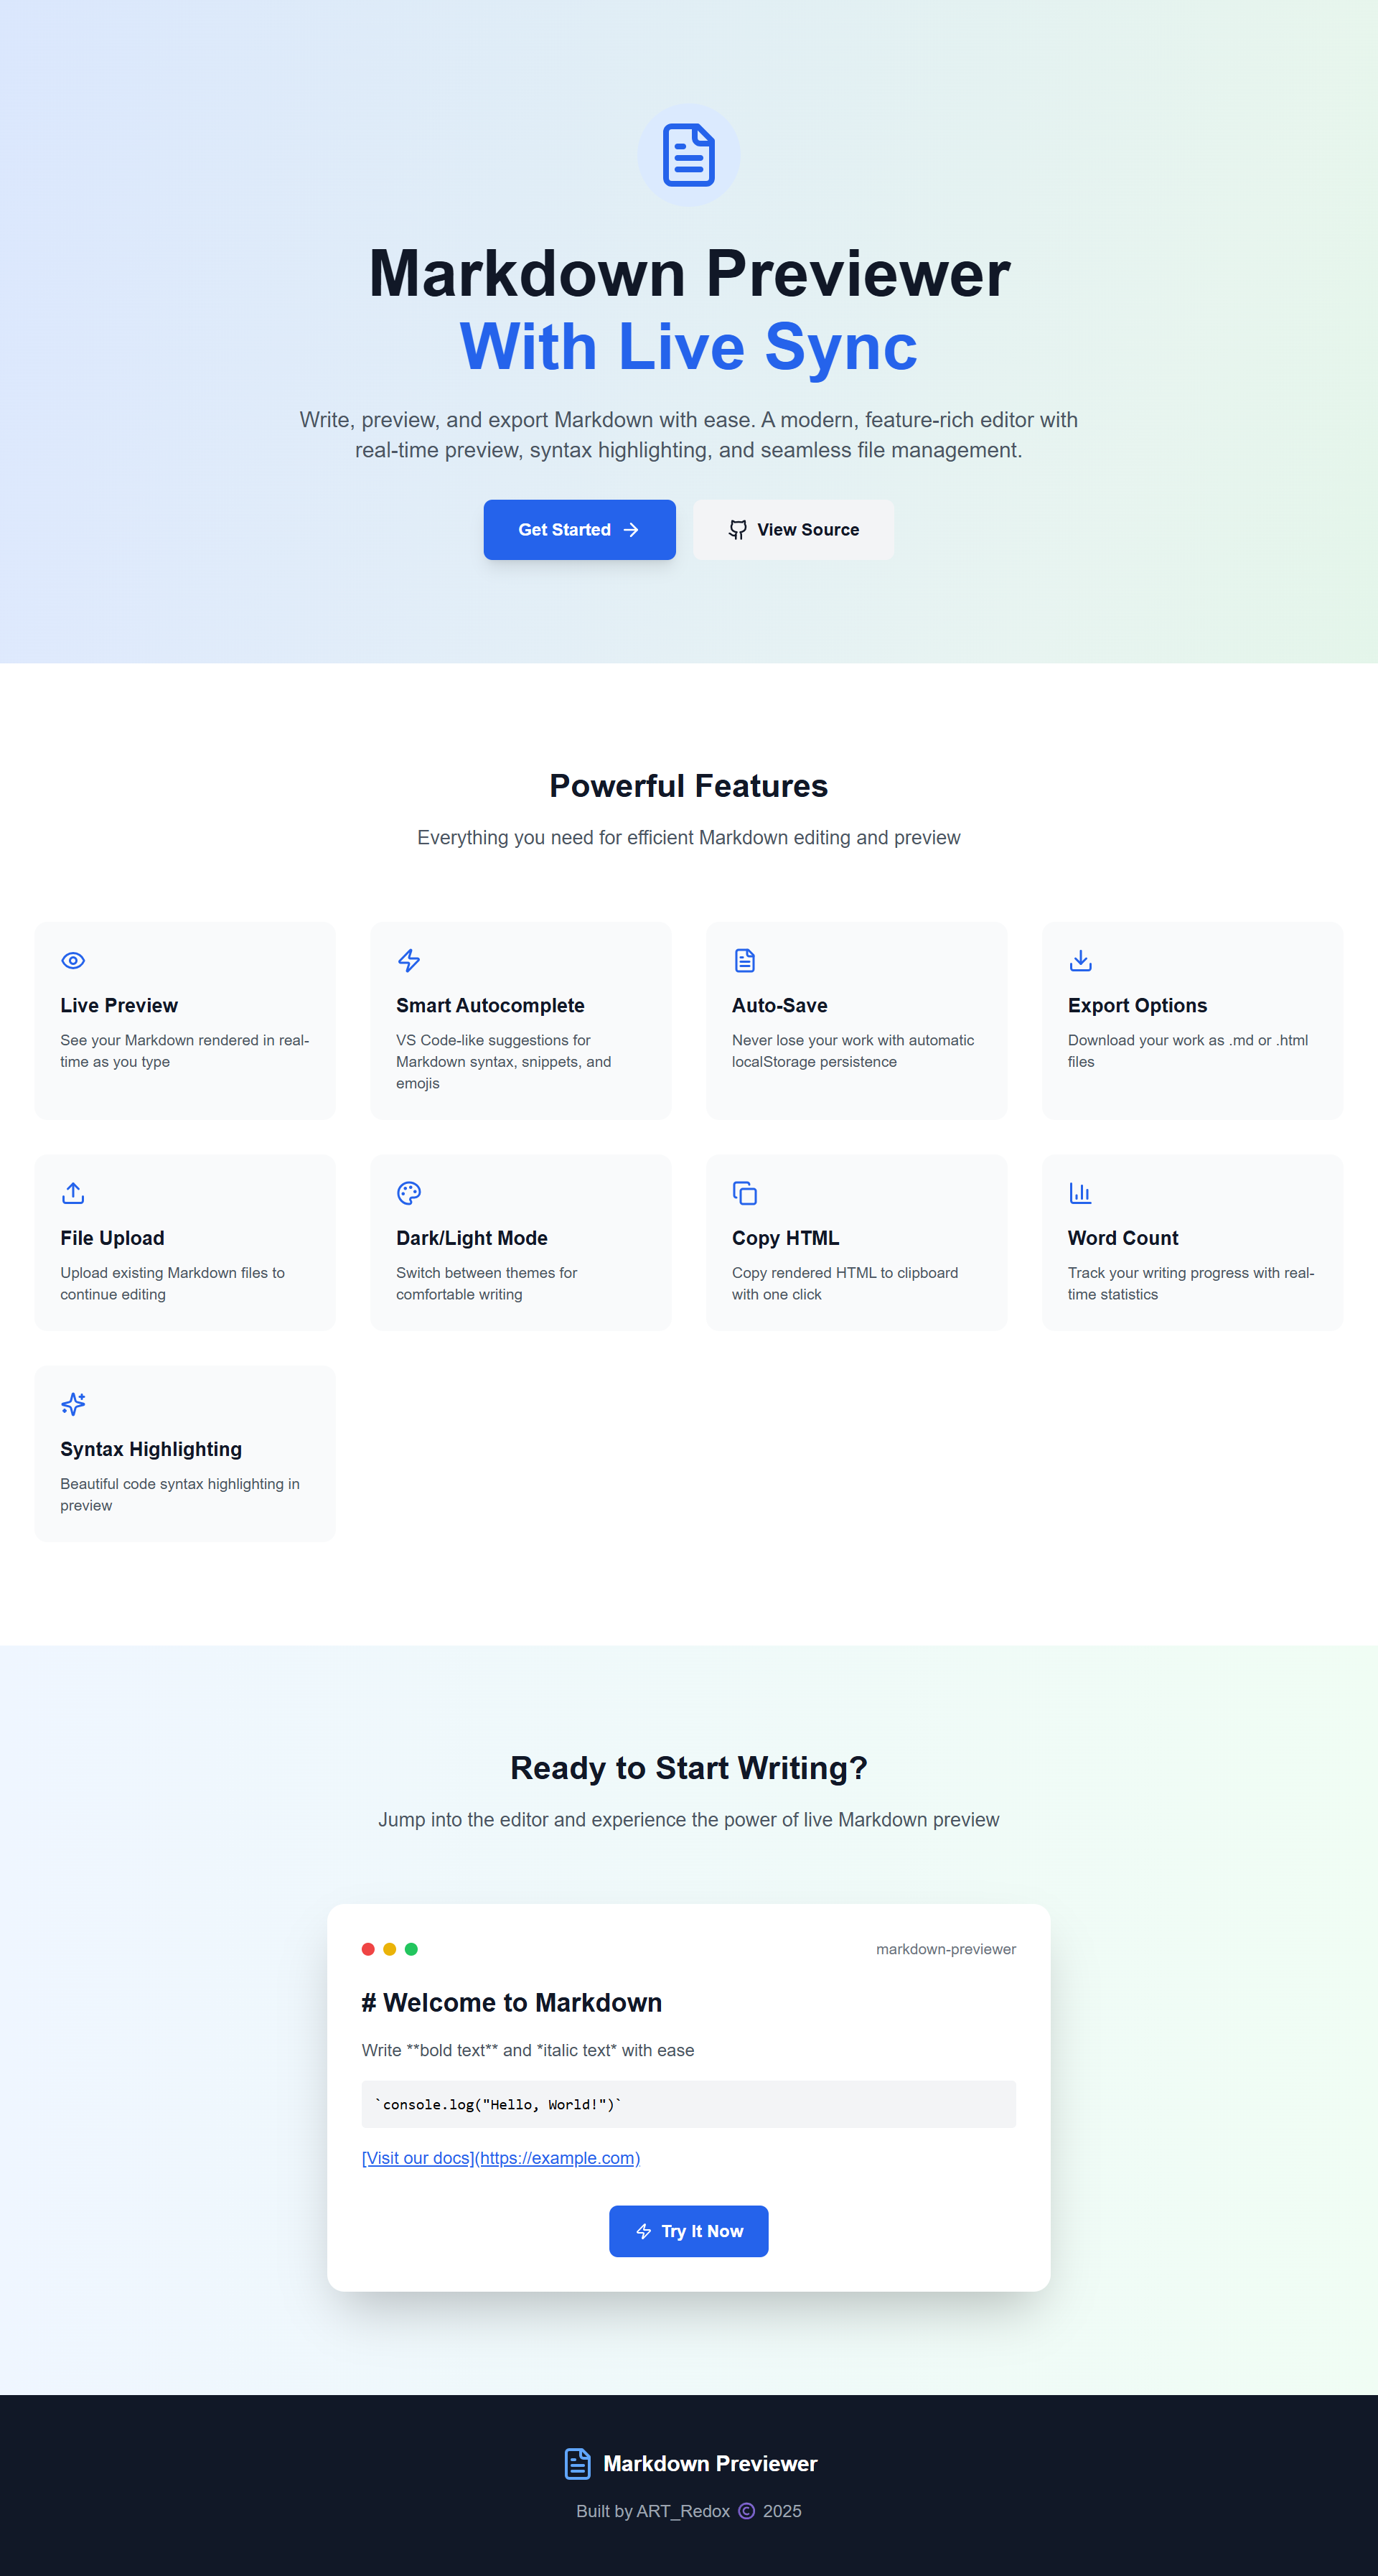 Markdown Previewer
With Live Sync
Write, preview, and export Markdown with ease. A modern, feature-rich editor with
real-time preview, syntax highlighting, and seamless file management.
Get Started
View Source
Powerful Features
Everything you need for efficient Markdown editing and preview
Live Preview
See your Markdown rendered in real-
time as you type
Smart Autocomplete
VS Code-like suggestions for
Markdown syntax, snippets, and
emojis
Auto-Save
Never lose your work with automatic
localStorage persistence
Export Options
Download your work as .md or .html
files
File Upload
Upload existing Markdown files to
continue editing
Dark/Light Mode
Switch between themes for
comfortable writing
Copy HTML
Copy rendered HTML to clipboard
with one click
Word Count
Track your writing progress with real-
time statistics
Syntax Highlighting
Beautiful code syntax highlighting in
preview
Ready to Start Writing?
Jump into the editor and experience the power of live Markdown preview
markdown-previewer
# Welcome to Markdown
Write **bold text** and *italic text* with ease
`console.log("Hello, World!")`
[Visit our docs](https://example.com)
Try It Now
Markdown Previewer
Built by ART_Redox © 2025